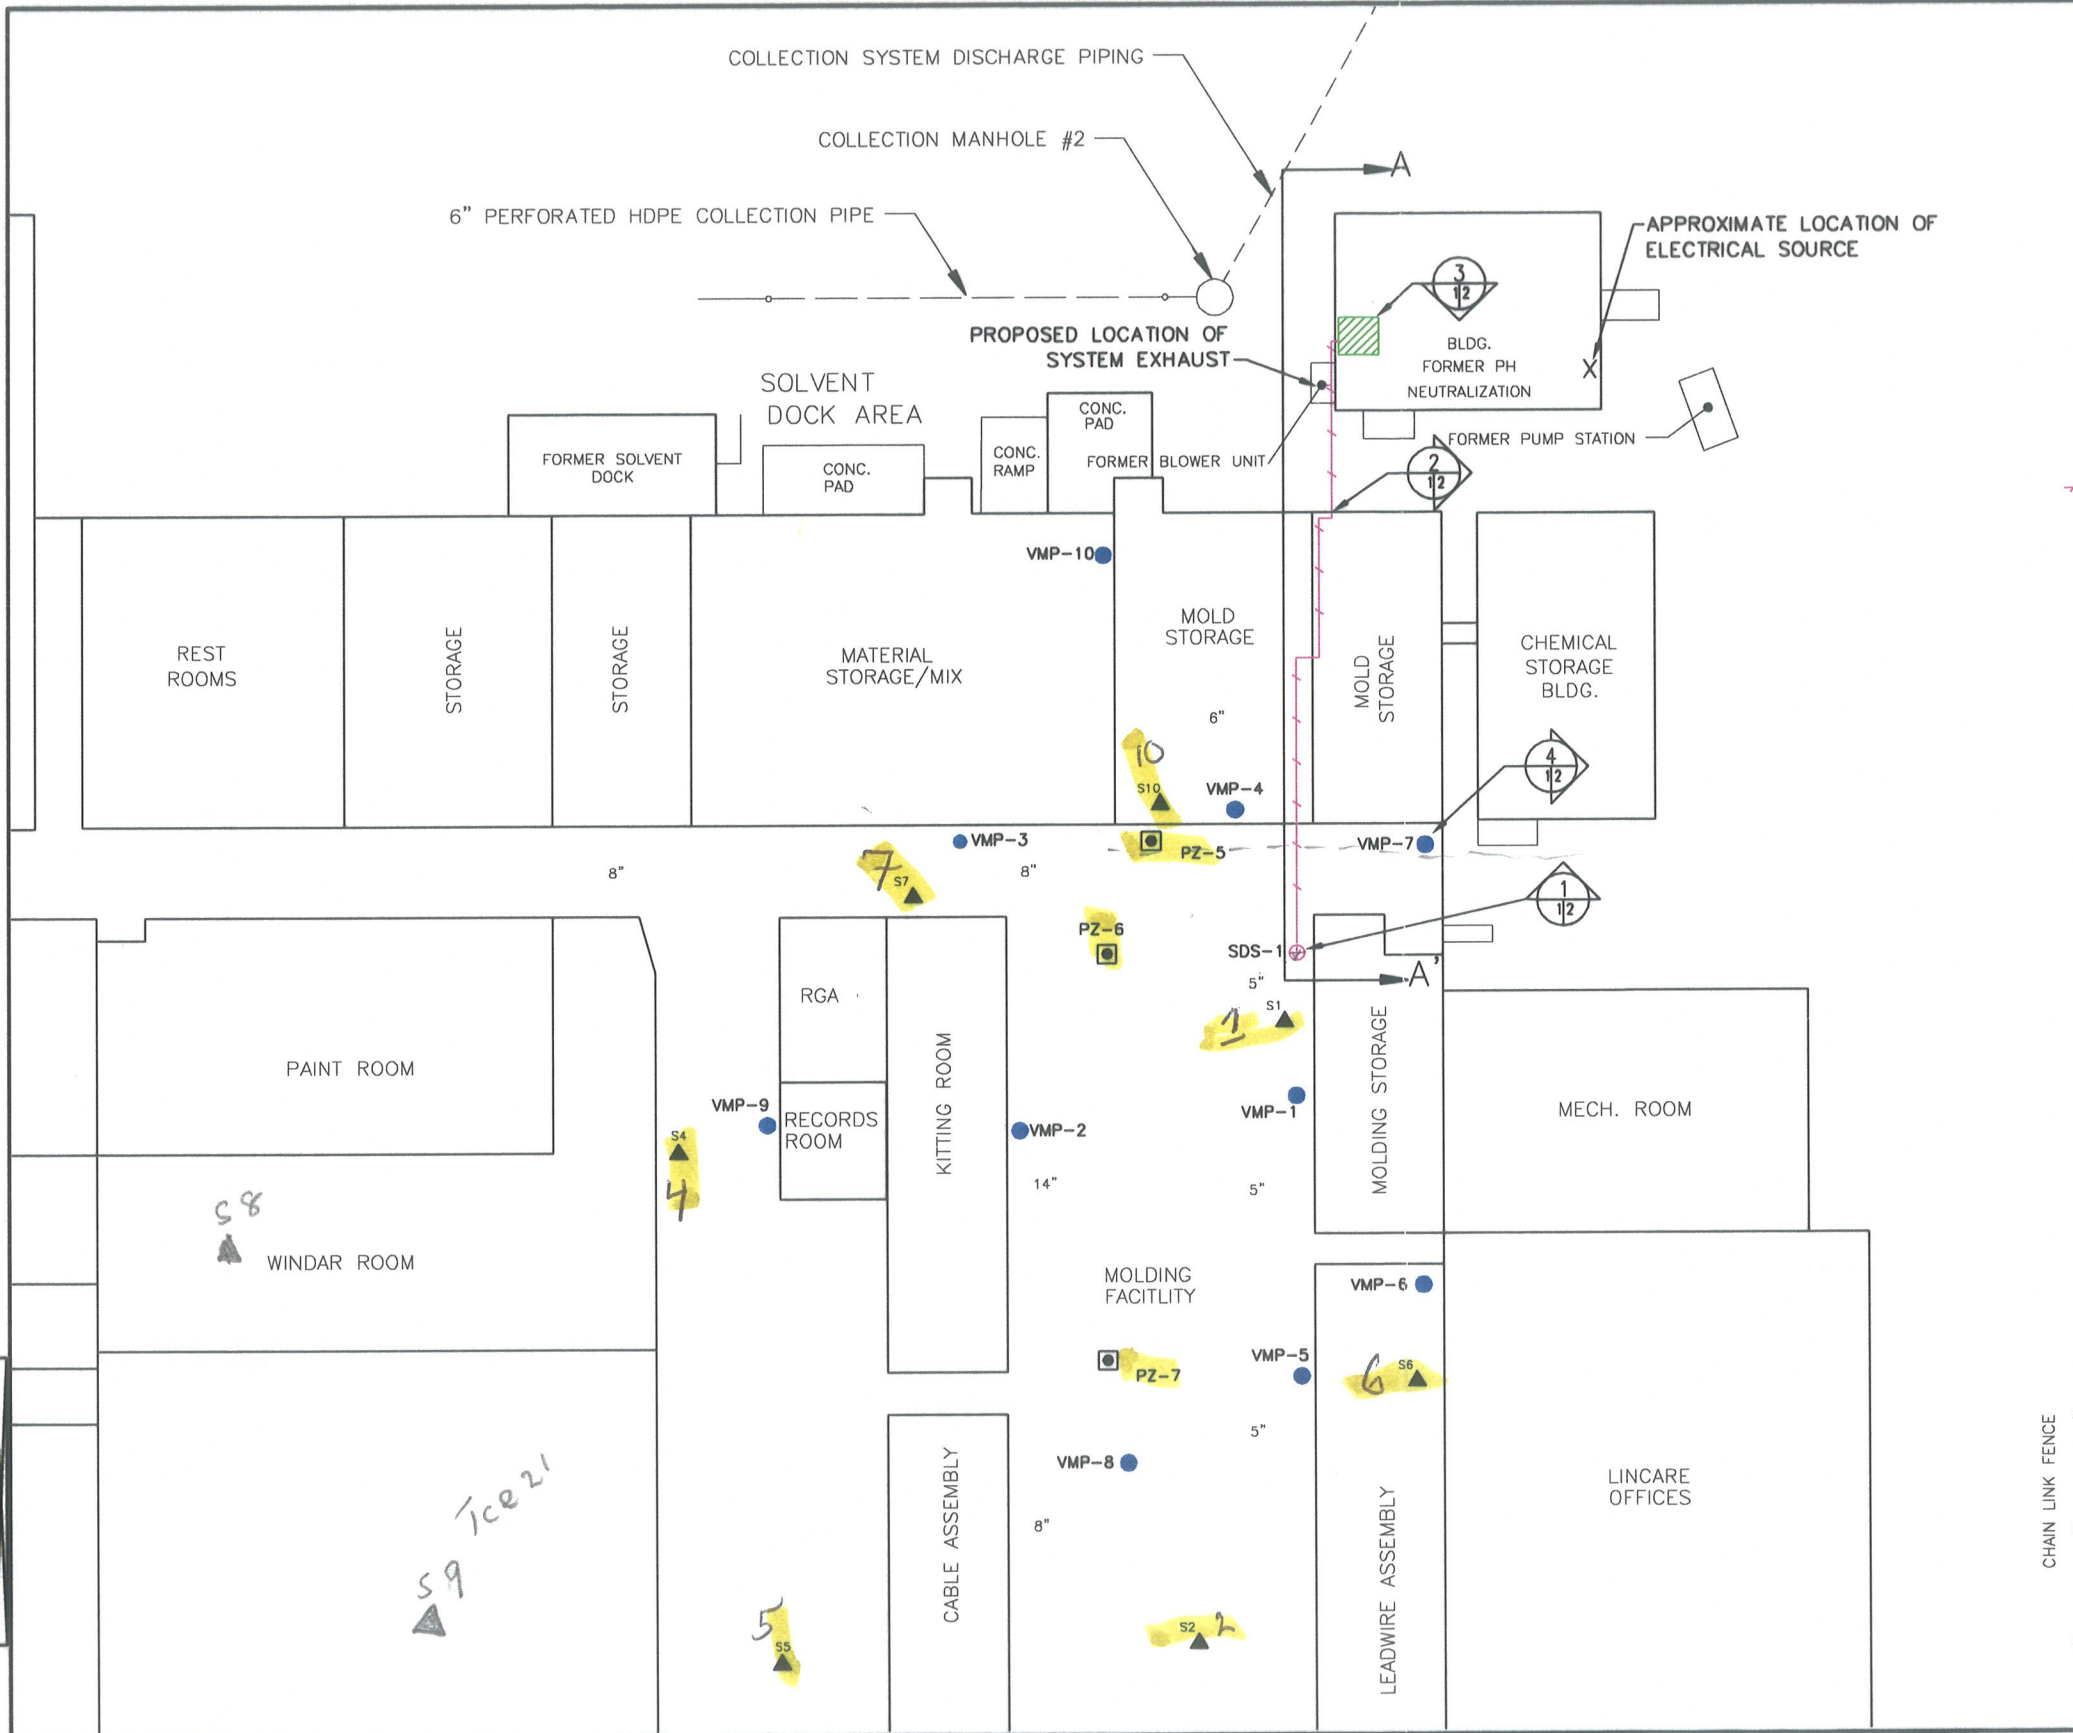 COLLECTION SYSTEM DISCHARGE PIPING
COLLECTION MANHOLE #2
6" PERFORATED HDPE COLLECTION PIPE
A
APPROXIMATE LOCATION OF
ELECTRICAL SOURCE
3
12
PROPOSED LOCATION OF
SYSTEM EXHAUST
BLDG.
FORMER PH
NEUTRALIZATION
X
SOLVENT
DOCK AREA
CONC.
PAD
FORMER PUMP STATION
FORMER SOLVENT
DOCK
CONC.
PAD
CONC.
RAMP
FORMER BLOWER UNIT
2
12
VMP-10
REST
ROOMS
STORAGE
STORAGE
MATERIAL
STORAGE/MIX
MOLD
STORAGE
MOLD
STORAGE
CHEMICAL
STORAGE
BLDG.
6"
10
S10
VMP-4
4
12
VMP-3
PZ-5
VMP-7
8"
7
S7
8"
1
12
PZ-6
SDS-1
5"
A'
RGA
1
S1
PAINT ROOM
KITTING ROOM
MOLDING STORAGE
MECH. ROOM
VMP-9
RECORDS
ROOM
VMP-2
VMP-1
S4
4
14"
5"
S8
WINDAR ROOM
MOLDING
FACITLITY
VMP-6
VMP-5
6
S6
PZ-7
5"
VMP-8
CABLE ASSEMBLY
LEADWIRE ASSEMBLY
LINCARE
OFFICES
CHAIN LINK FENCE
Tce 21'
S9
8"
5
S5
S2
2